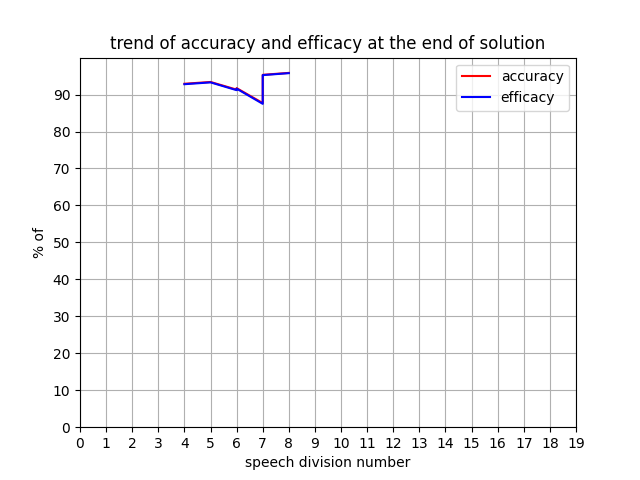 trend of accuracy and efficacy at the end of solution
accuracy
efficacy
90
80
70
60
50
40
30
20
10
0
% of
0 1 2 3 4 5 6 7 8 9 10 11 12 13 14 15 16 17 18 19
speech division number